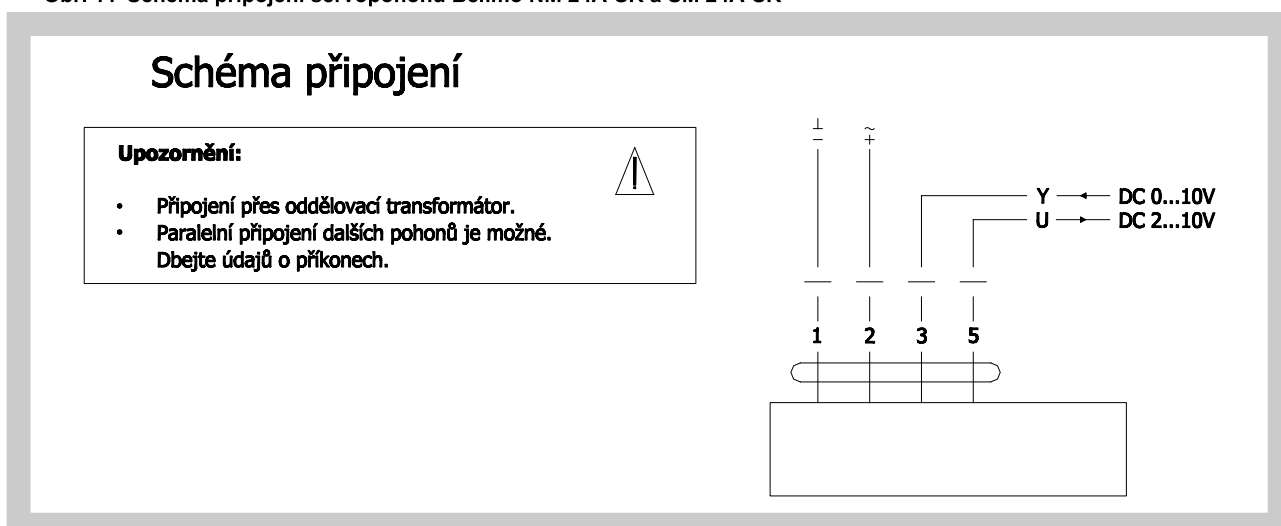 Schéma připojení
Upozornění:
• Připojení přes oddělovací transformátor.
• Paralelní připojení dalších pohonů je možné.
Dbejte údajů o příkonech.
⊥ ~
− +
Y DC 0...10V
U DC 2...10V
1 2 3 5